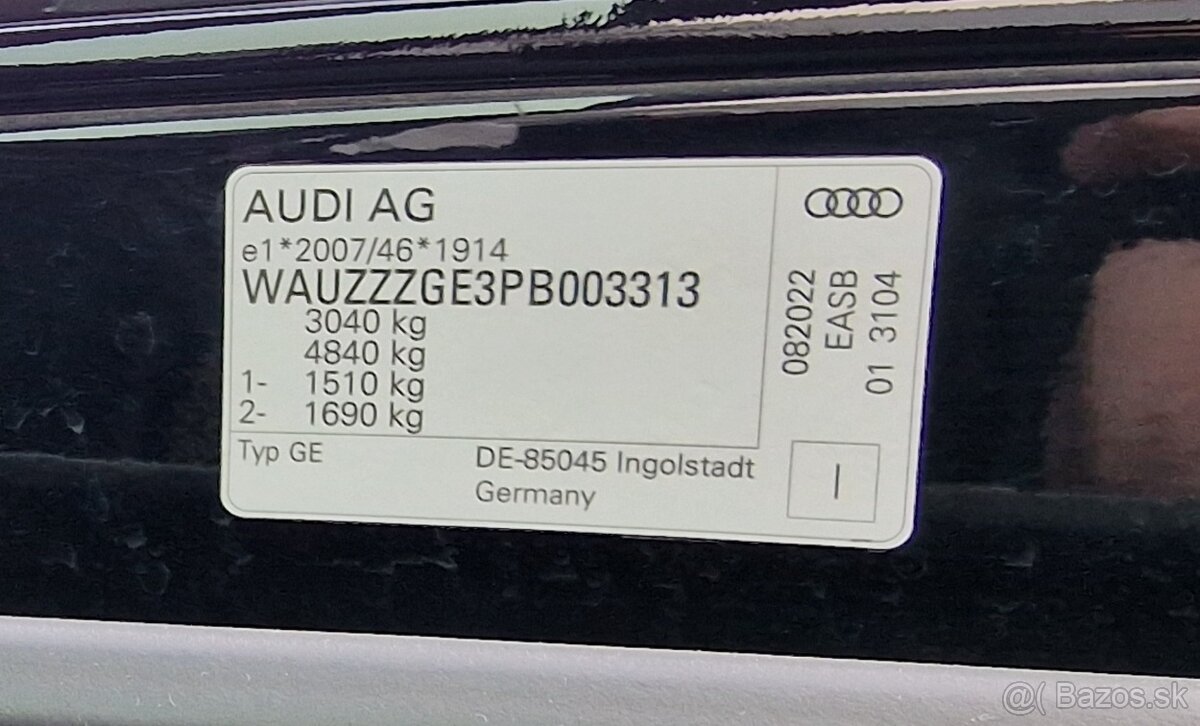 AUDI AG
e1*2007/46*1914
WAUZZZGE3PB003313
3040 kg
4840 kg
1- 1510 kg
2- 1690 kg
Typ GE
DE-85045 Ingolstadt
Germany
082022
EASB
01 3104
I
@( Bazos.sk